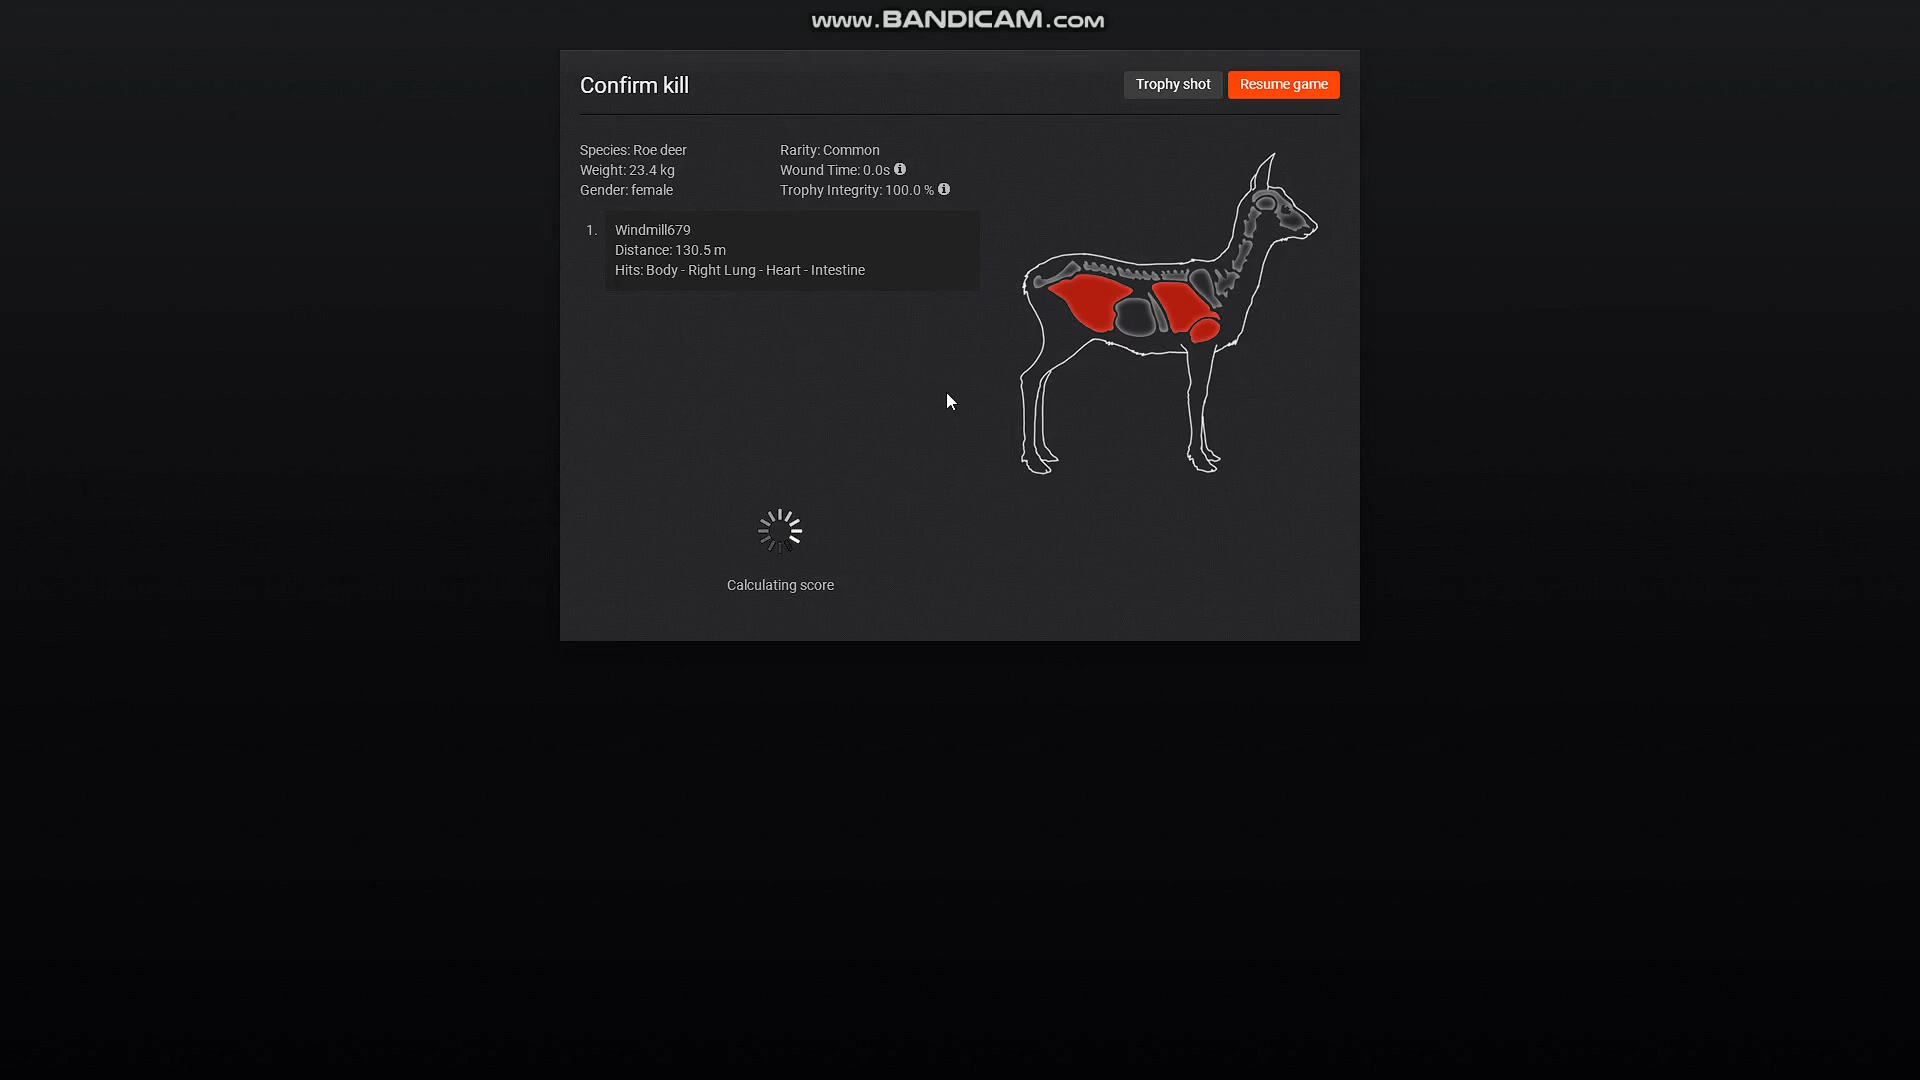 www.BANDICAM.COM
Confirm kill
Trophy shot
Resume game
Species: Roe deer
Rarity: Common
Weight: 23.4 kg
Wound Time: 0.0s
Gender: female
Trophy Integrity: 100.0 %
1. Windmill679
Distance: 130.5 m
Hits: Body - Right Lung - Heart - Intestine
Calculating score